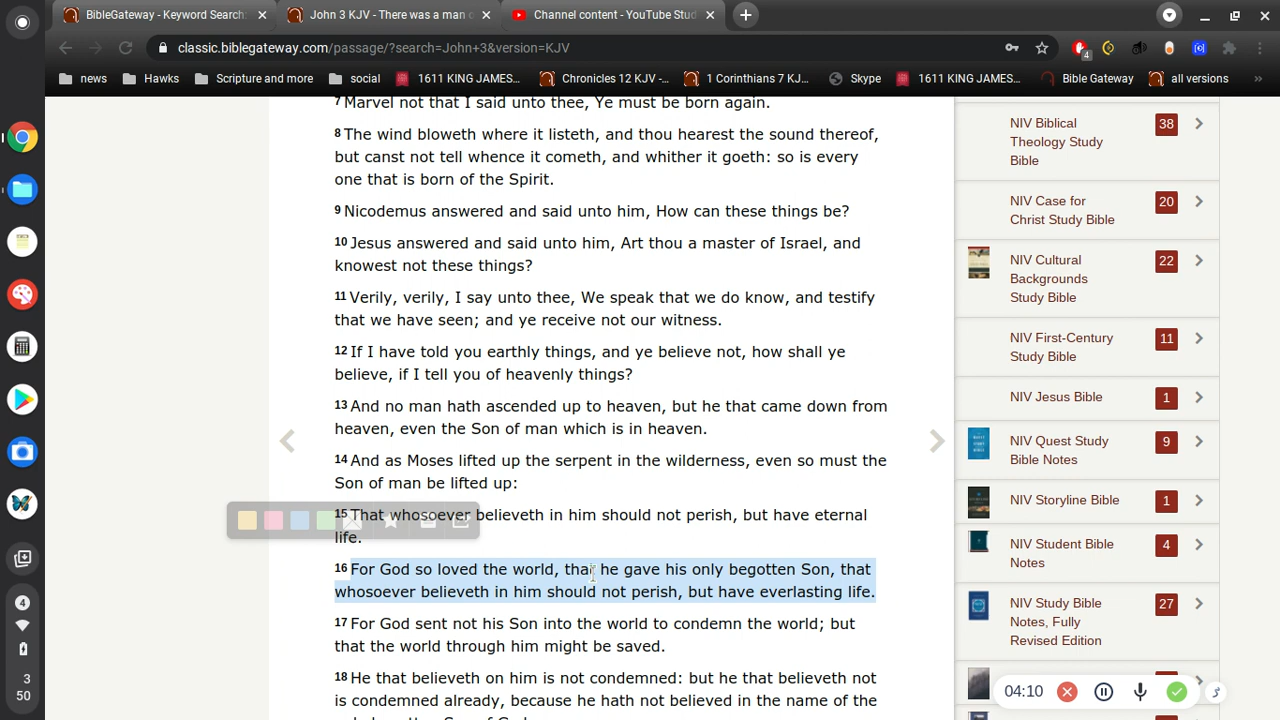 BibleGateway - Keyword Search:
John 3 KJV - There was a man o
Channel content - YouTube Stud
classic.biblegateway.com/passage/?search=John+3&version=KJV
4
news
Hawks
Scripture and more
social
1611 KING JAMES...
Chronicles 12 KJV -...
1 Corinthians 7 KJ...
Skype
1611 KING JAMES...
Bible Gateway
all versions
»
7 Marvel not that I said unto thee, Ye must be born again.
8 The wind bloweth where it listeth, and thou hearest the sound thereof,
but canst not tell whence it cometh, and whither it goeth: so is every
one that is born of the Spirit.
9 Nicodemus answered and said unto him, How can these things be?
10 Jesus answered and said unto him, Art thou a master of Israel, and
knowest not these things?
11 Verily, verily, I say unto thee, We speak that we do know, and testify
that we have seen; and ye receive not our witness.
12 If I have told you earthly things, and ye believe not, how shall ye
believe, if I tell you of heavenly things?
13 And no man hath ascended up to heaven, but he that came down from
heaven, even the Son of man which is in heaven.
14 And as Moses lifted up the serpent in the wilderness, even so must the
Son of man be lifted up:
15 That whosoever believeth in him should not perish, but have eternal
life.
16 For God so loved the world, that he gave his only begotten Son, that
whosoever believeth in him should not perish, but have everlasting life.
17 For God sent not his Son into the world to condemn the world; but
that the world through him might be saved.
18 He that believeth on him is not condemned: but he that believeth not
is condemned already, because he hath not believed in the name of the
NIV Biblical
Theology Study
Bible
38
NIV Case for
Christ Study Bible
20
NIV Cultural
Backgrounds
Study Bible
22
NIV First-Century
Study Bible
11
NIV Jesus Bible
1
NIV Quest Study
Bible Notes
9
NIV Storyline Bible
1
NIV Student Bible
Notes
4
NIV Study Bible
Notes, Fully
Revised Edition
27
04:10
4
3
50